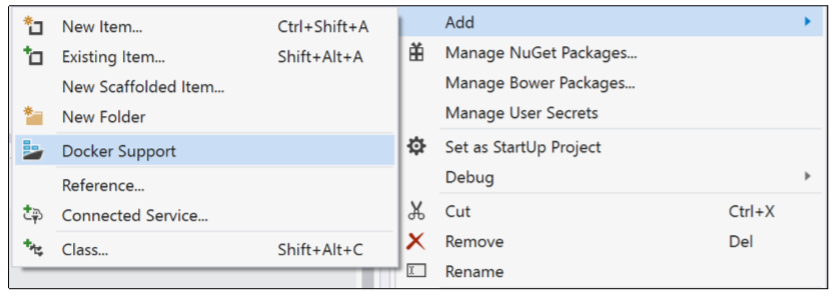 New Item... Ctrl+Shift+A
Existing Item... Shift+Alt+A
New Scaffolded Item...
New Folder
Docker Support
Reference...
Connected Service...
Class... Shift+Alt+C
Add
Manage NuGet Packages...
Manage Bower Packages...
Manage User Secrets
Set as StartUp Project
Debug
Cut Ctrl+X
Remove Del
Rename